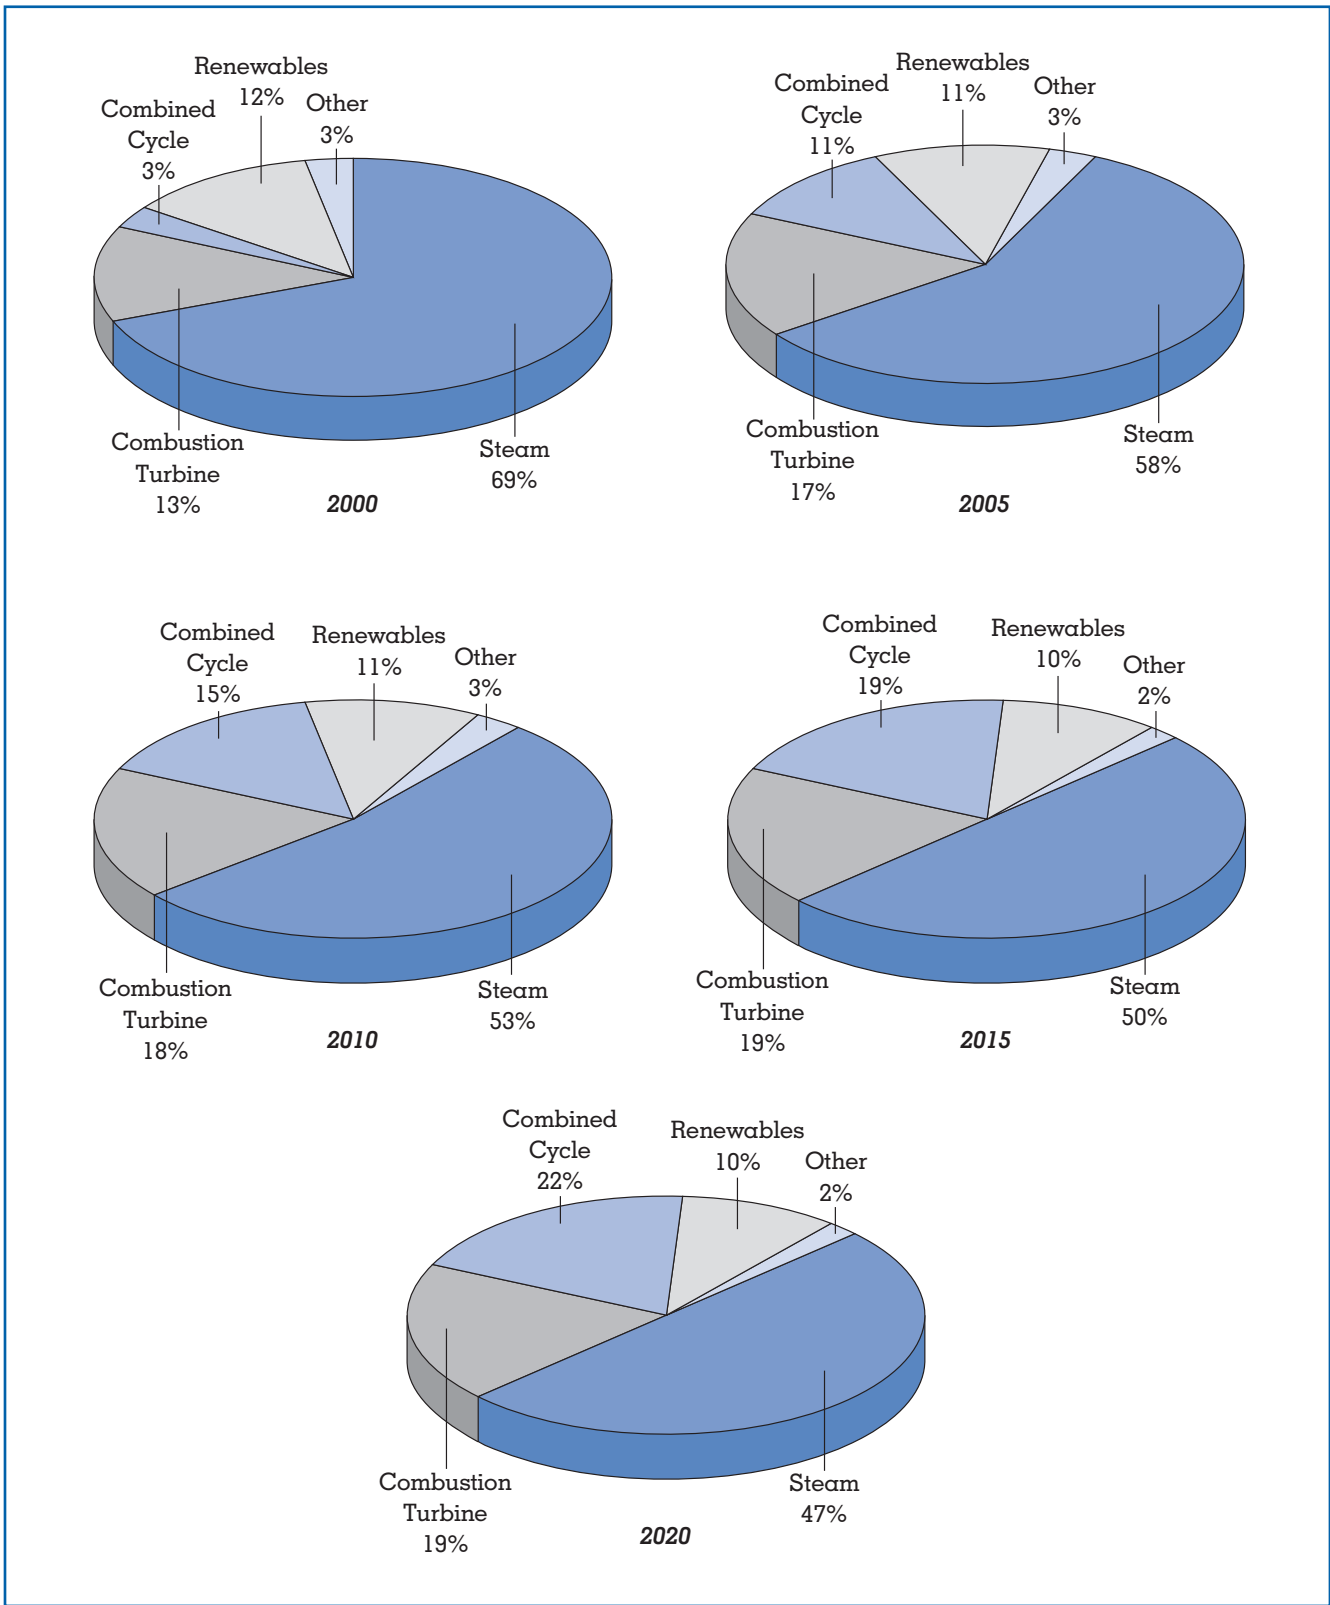 Renewables
12%
Combined
Cycle
3%
Other
3%
Combustion
Turbine
13%
Steam
69%
2000
Renewables
11%
Combined
Cycle
11%
Other
3%
Combustion
Turbine
17%
Steam
58%
2005
Combined
Cycle
15%
Renewables
11%
Other
3%
Combustion
Turbine
18%
Steam
53%
2010
Combined
Cycle
19%
Renewables
10%
Other
2%
Combustion
Turbine
19%
Steam
50%
2015
Combined
Cycle
22%
Renewables
10%
Other
2%
Combustion
Turbine
19%
Steam
47%
2020